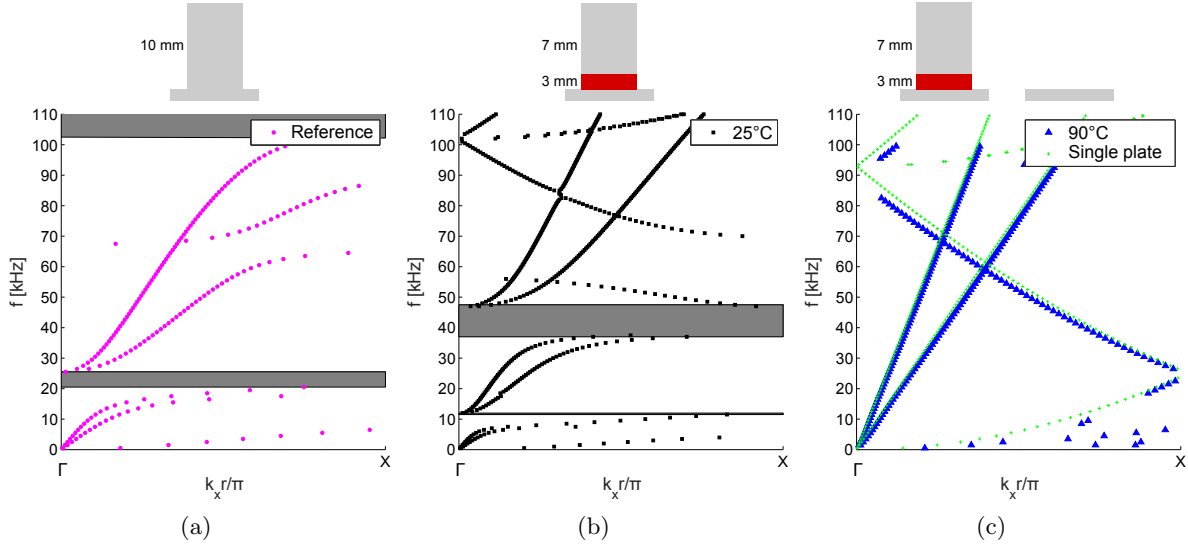 10 mm
7 mm
3 mm
7 mm
3 mm
Reference
25°C
90°C
Single plate
f [kHz]
110
100
90
80
70
60
50
40
30
20
10
0
Γ
X
k_x r/π
(a)
f [kHz]
110
100
90
80
70
60
50
40
30
20
10
0
Γ
X
k_x r/π
(b)
f [kHz]
110
100
90
80
70
60
50
40
30
20
10
0
Γ
X
k_x r/π
(c)